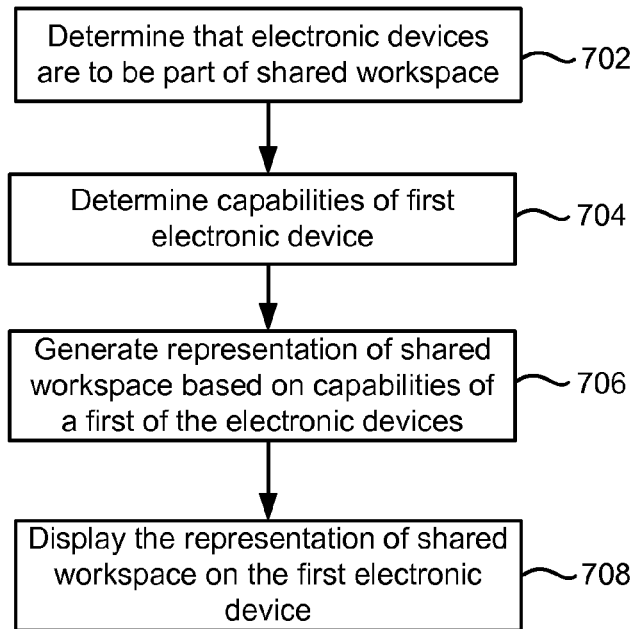 Determine that electronic devices
are to be part of shared workspace
702
Determine capabilities of first
electronic device
704
Generate representation of shared
workspace based on capabilities of
a first of the electronic devices
706
Display the representation of shared
workspace on the first electronic
device
708